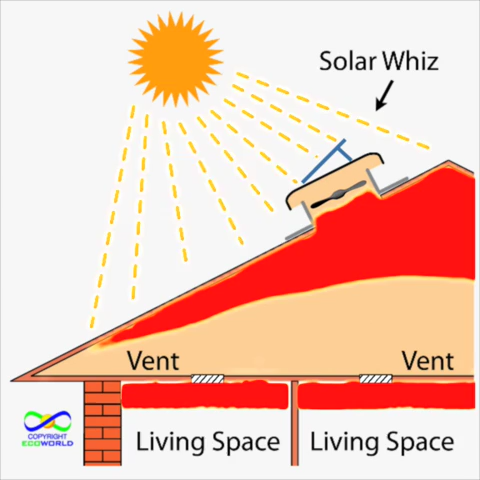 Solar Whiz
Vent
Vent
Living Space
Living Space
COPYRIGHT
ECOWORLD